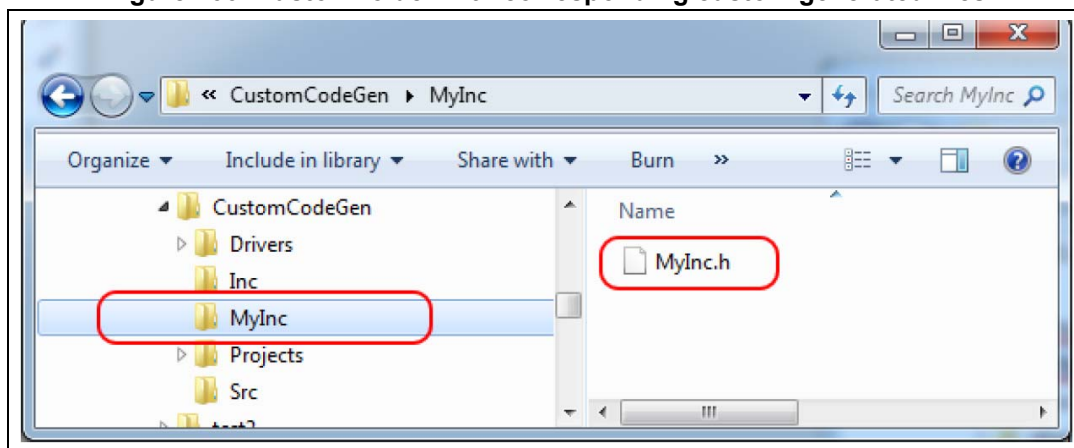 « CustomCodeGen ▸ MyInc
Search MyInc
Organize
Include in library
Share with
Burn
»
CustomCodeGen
Drivers
Inc
MyInc
Projects
Src
Name
MyInc.h